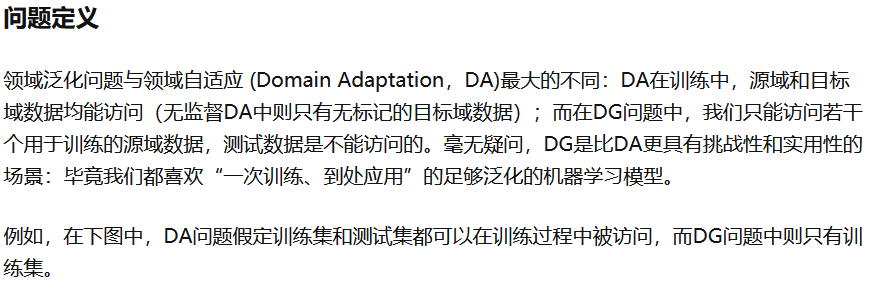 问题定义
领域泛化问题与领域自适应 (Domain Adaptation，DA)最大的不同：DA在训练中，源域和目标
域数据均能访问（无监督DA中则只有无标记的目标域数据）；而在DG问题中，我们只能访问若干
个用于训练的源域数据，测试数据是不能访问的。毫无疑问，DG是比DA更具有挑战性和实用性的
场景：毕竟我们都喜欢“一次训练、到处应用”的足够泛化的机器学习模型。
例如，在下图中，DA问题假定训练集和测试集都可以在训练过程中被访问，而DG问题中则只有训
练集。